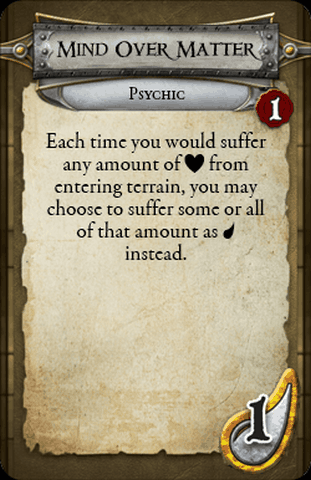 Mind Over Matter
Psychic
1
Each time you would suffer
any amount of ♥ from
entering terrain, you may
choose to suffer some or all
of that amount as
instead.
1